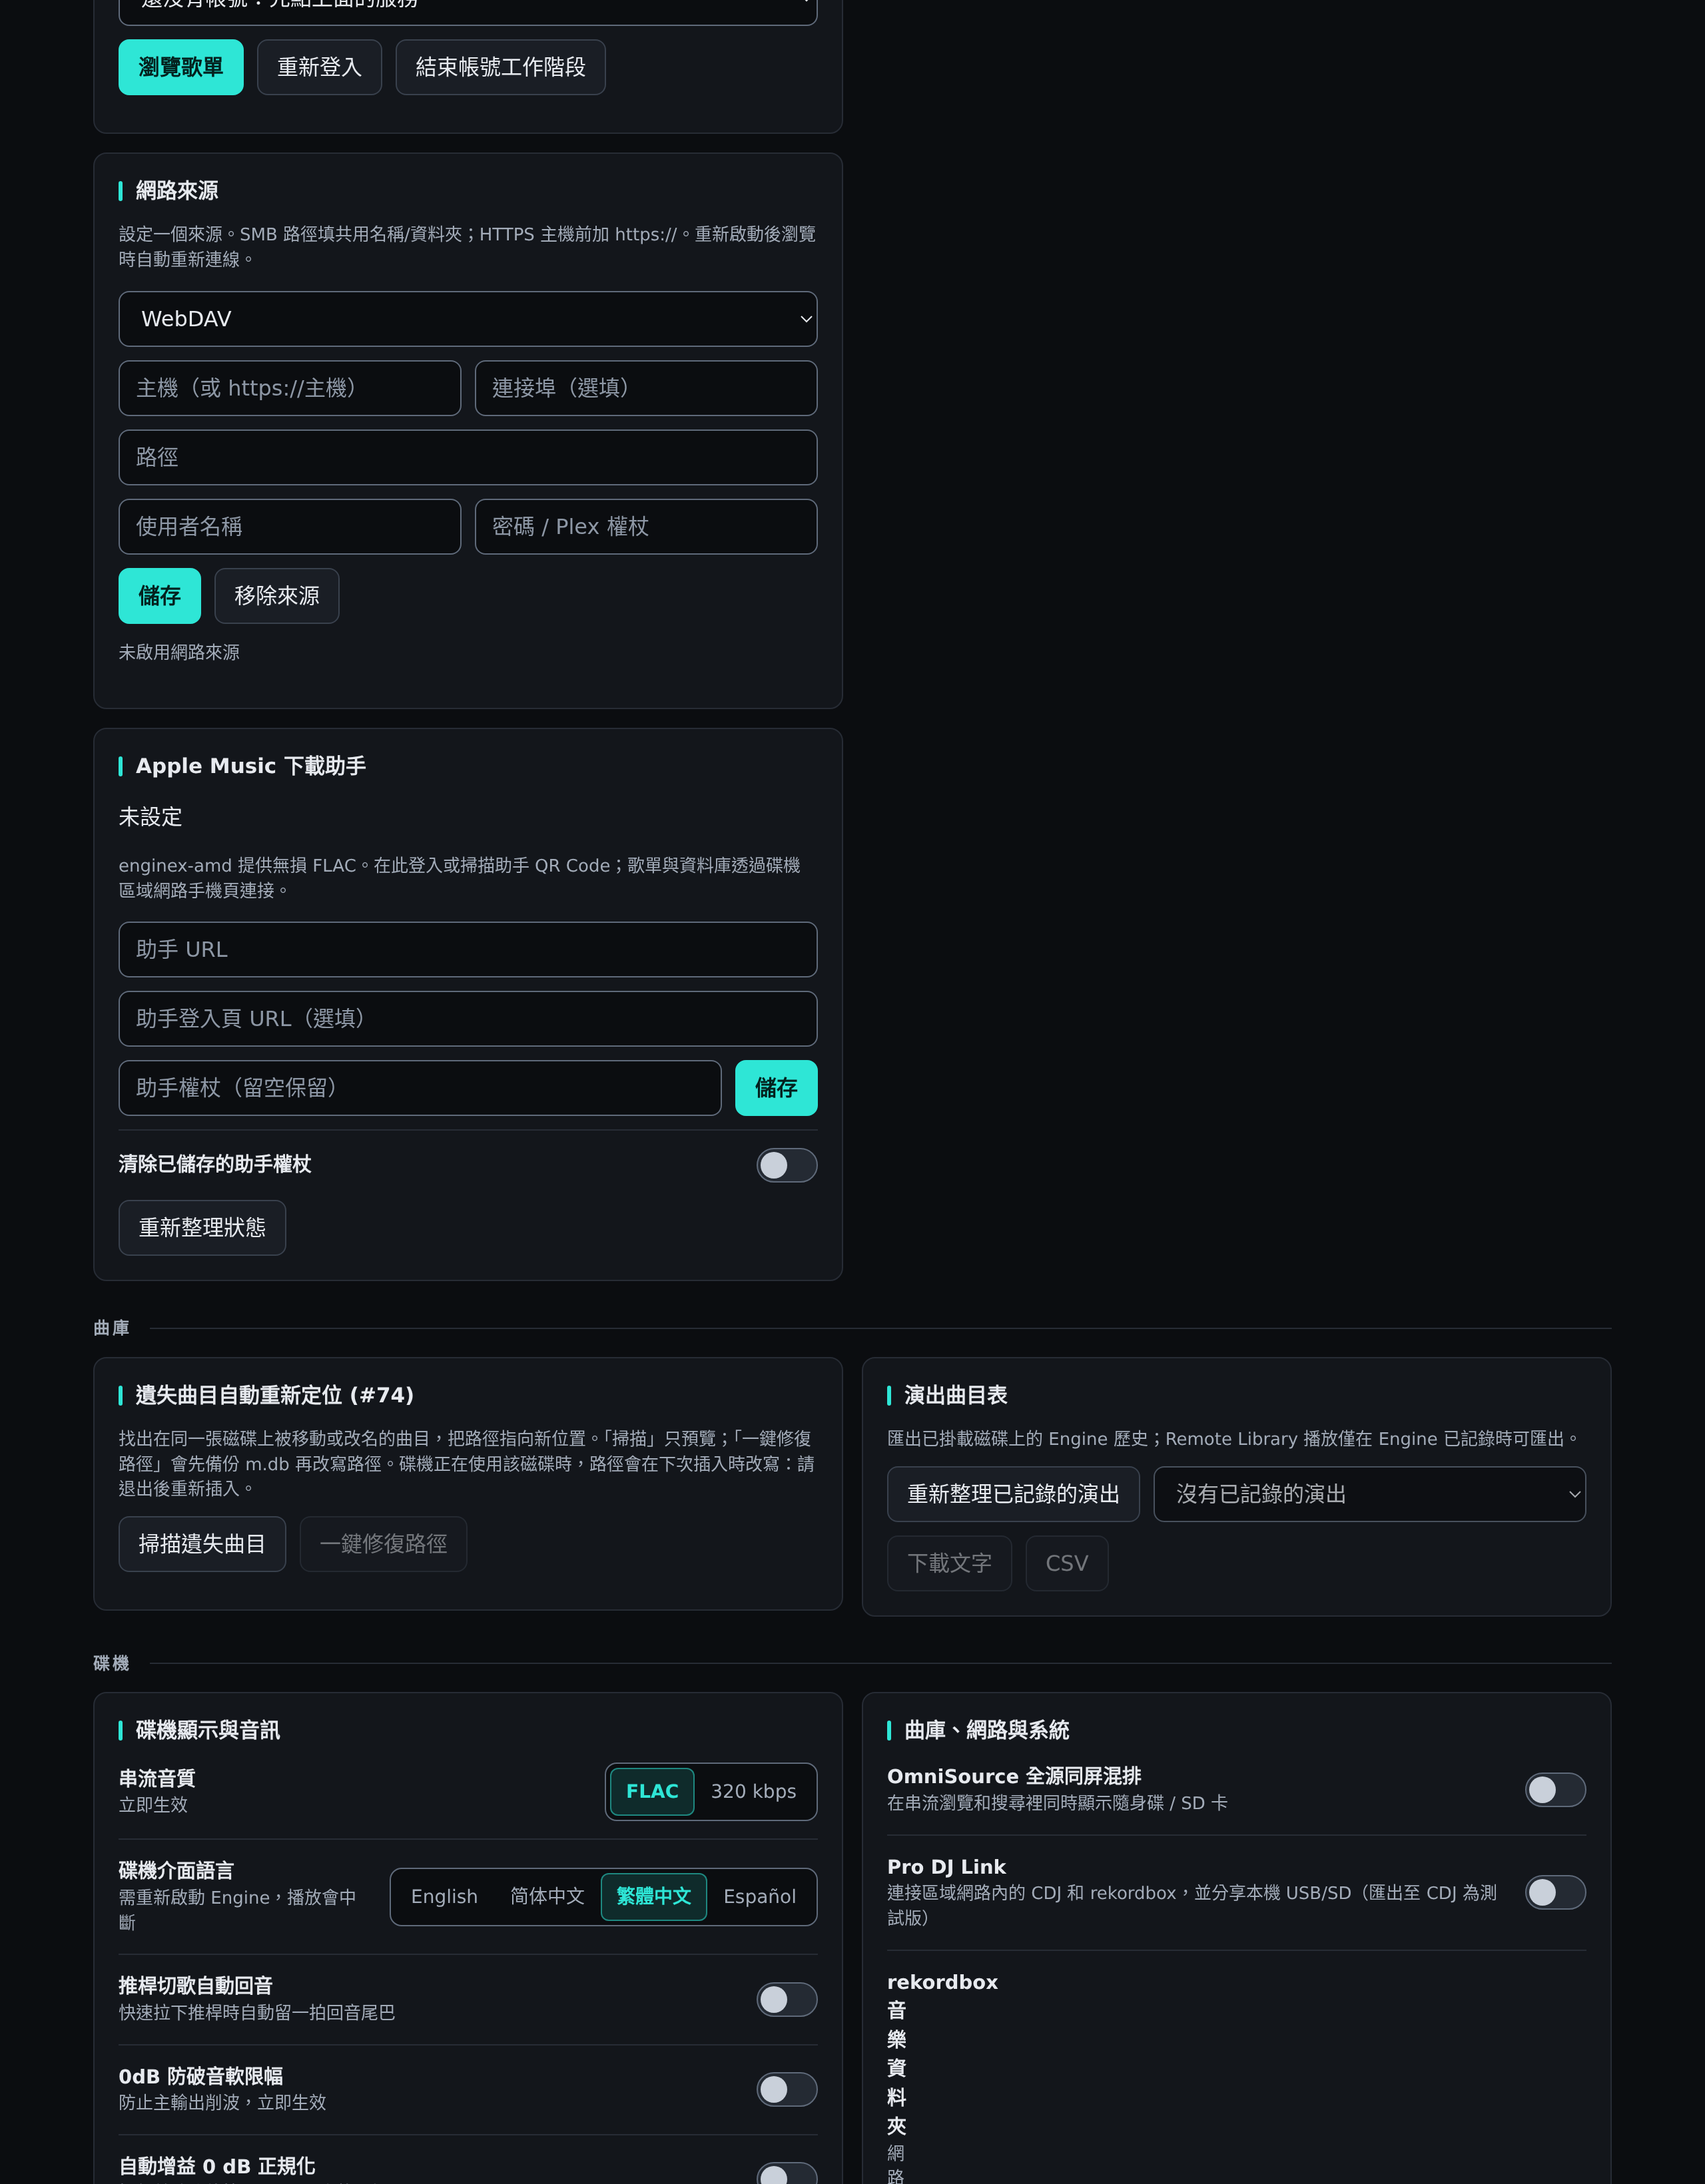 瀏覽歌單
重新登入
結束帳號工作階段
網路來源
設定一個來源。SMB 路徑填共用名稱/資料夾；HTTPS 主機前加 https://。重新啟動後瀏覽
時自動重新連線。
WebDAV
主機（或 https://主機）
連接埠（選填）
路徑
使用者名稱
密碼 / Plex 權杖
儲存
移除來源
未啟用網路來源
Apple Music 下載助手
未設定
enginex-amd 提供無損 FLAC。在此登入或掃描助手 QR Code；歌單與資料庫透過碟機
區域網路手機頁連接。
助手 URL
助手登入頁 URL（選填）
助手權杖（留空保留）
儲存
清除已儲存的助手權杖
重新整理狀態
曲庫
遺失曲目自動重新定位 (#74)
找出在同一張磁碟上被移動或改名的曲目，把路徑指向新位置。「掃描」只預覽；「一鍵修復
路徑」會先備份 m.db 再改寫路徑。碟機正在使用該磁碟時，路徑會在下次插入時改寫：請
退出後重新插入。
掃描遺失曲目
一鍵修復路徑
演出曲目表
匯出已掛載磁碟上的 Engine 歷史；Remote Library 播放僅在 Engine 已記錄時可匯出。
重新整理已記錄的演出
沒有已記錄的演出
下載文字
CSV
碟機
碟機顯示與音訊
串流音質
立即生效
FLAC
320 kbps
碟機介面語言
需重新啟動 Engine，播放會中
斷
English
简体中文
繁體中文
Español
推桿切歌自動回音
快速拉下推桿時自動留一拍回音尾巴
0dB 防破音軟限幅
防止主輸出削波，立即生效
自動增益 0 dB 正規化
曲庫、網路與系統
OmniSource 全源同屏混排
在串流瀏覽和搜尋裡同時顯示隨身碟 / SD 卡
Pro DJ Link
連接區域網路內的 CDJ 和 rekordbox，並分享本機 USB/SD（匯出至 CDJ 為測
試版）
rekordbox
音
樂
資
料
夾
網
路